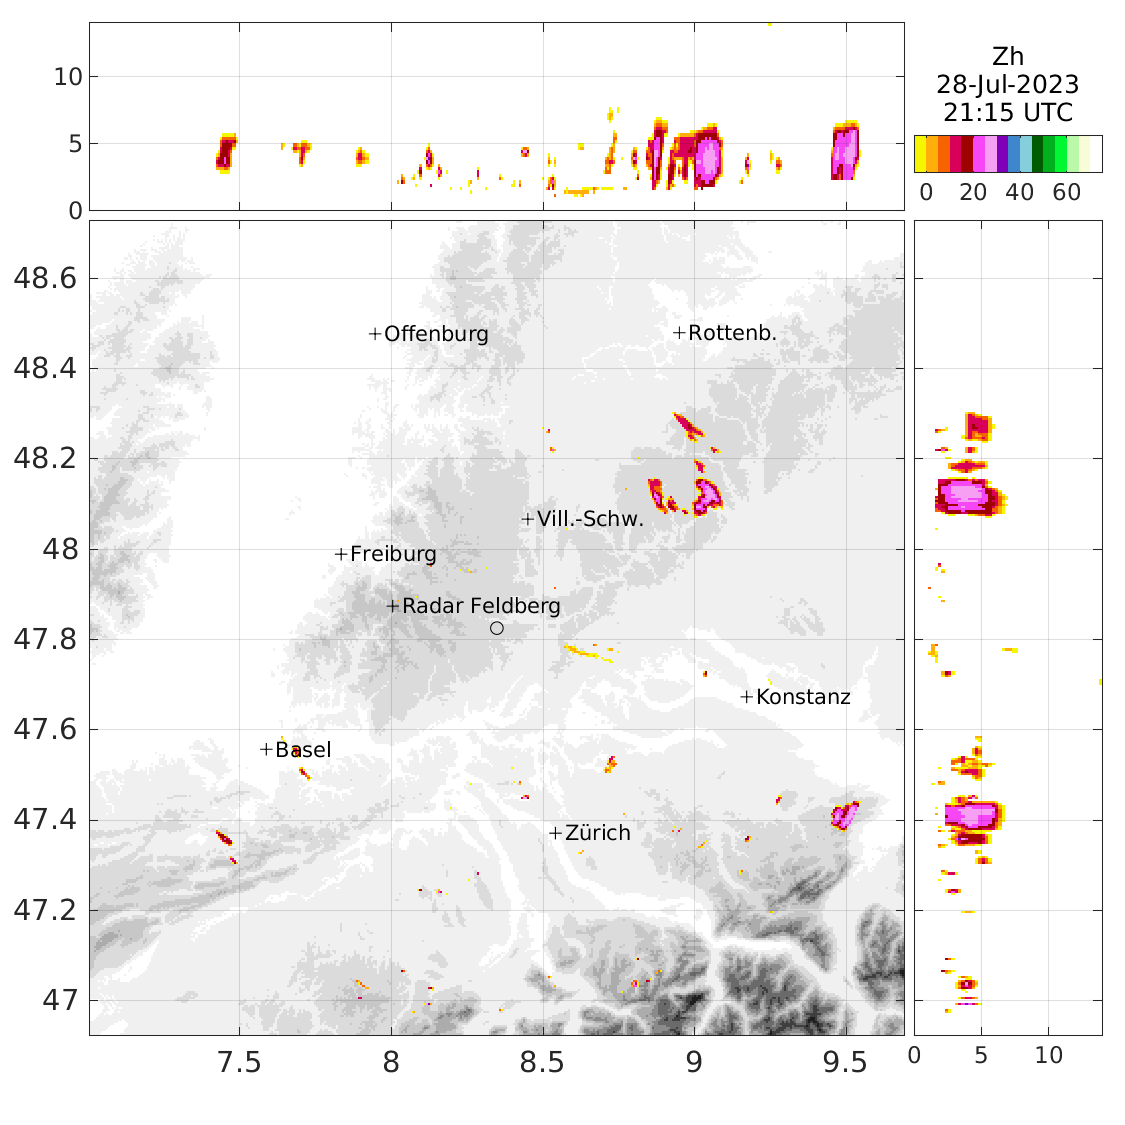 10
5
0
Zh
28-Jul-2023
21:15 UTC
0 20 40 60
48.6
48.4
48.2
48
47.8
47.6
47.4
47.2
47
Offenburg
Rottenb.
Vill.-Schw.
Freiburg
Radar Feldberg
Konstanz
Basel
Zürich
7.5 8 8.5 9 9.5
0 5 10